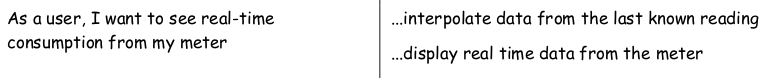 As a user, I want to see real-time
consumption from my meter
...interpolate data from the last known reading
...display real time data from the meter